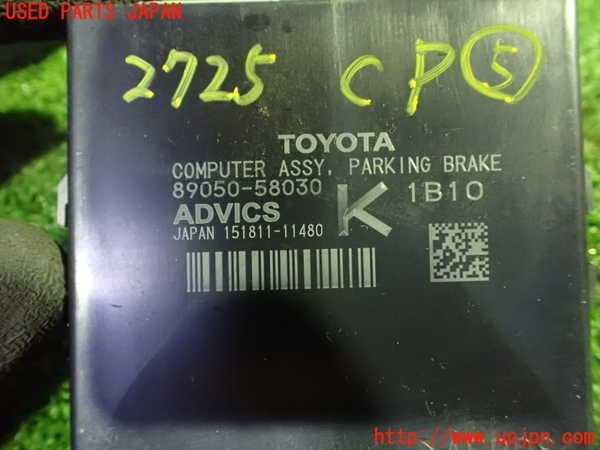 USED PARTS JAPAN
2725 CP⑤
TOYOTA
COMPUTER ASSY, PARKING BRAKE
89050-58030 K 1B10
ADVICS
JAPAN 151811-11480
http://www.upjpn.com/